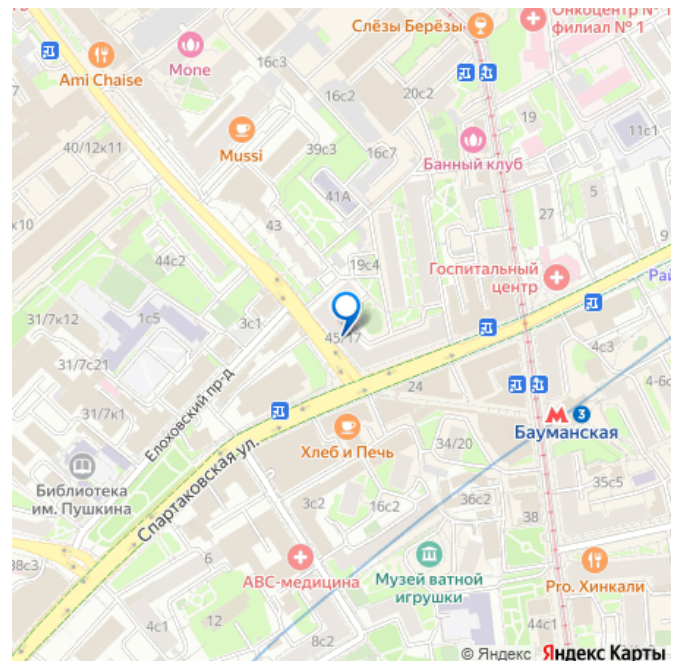 Онкоцентр № 1
филиал № 1
Слёзы Берёзы
Ami Chaise
Mone
16с3
16с2
20с2
19
11с1
40/12к11
Mussi
39с3
16с7
Банный клуб
41А
5
к10
43
27
9
44с2
19с4
Госпитальный
центр
Рай
31/7к12
1с5
3с1
45/17
31/7с21
24
4-6с
31/7к1
Елоховский пр-д
М 3
Бауманская
Хлеб и Печь
34/20
Библиотека
им. Пушкина
Спартаковская ул.
35с5
3с2
36с2
38
38с3
6
АВС-медицина
Музей ватной
игрушки
Pro. Хинкали
4с1
12
44с1
8с2
© Яндекс Яндекс Карты